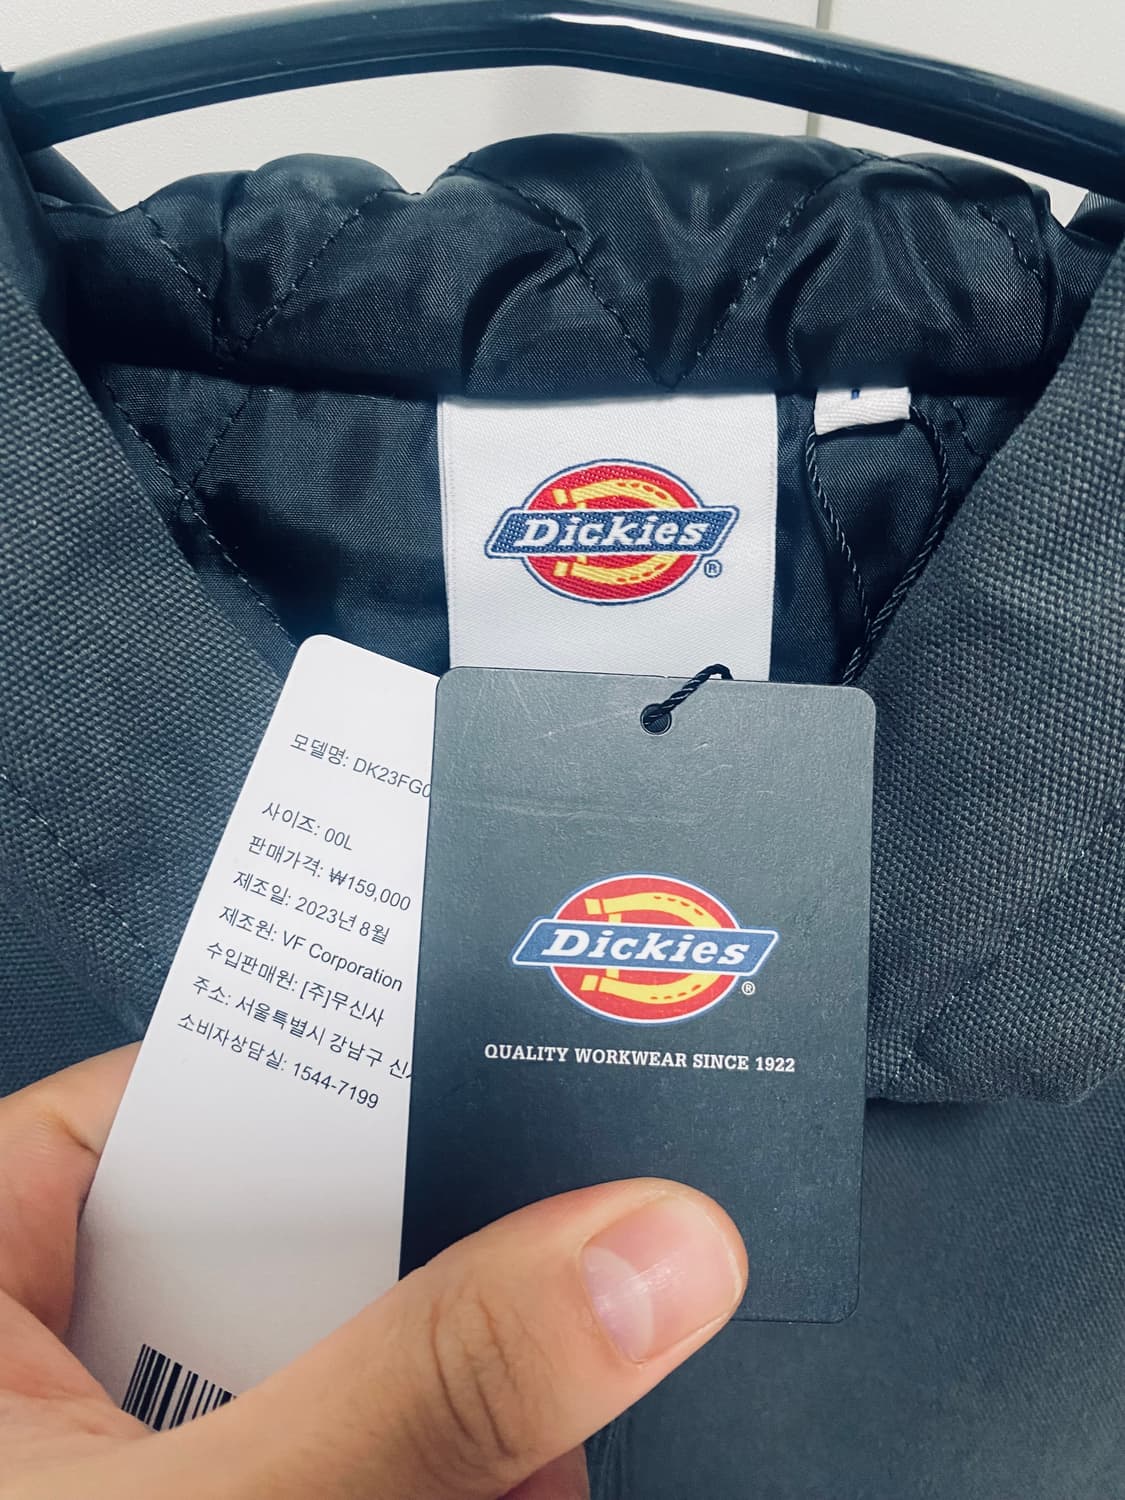 Dickies
®
모델명: DK23FG0
사이즈: 00L
판매가격: ₩159,000
제조일: 2023년 8월
제조원: VF Corporation
수입판매원: [주]무신사
주소: 서울특별시 강남구
소비자상담실: 1544-7199
Dickies
®
QUALITY WORKWEAR SINCE 1922